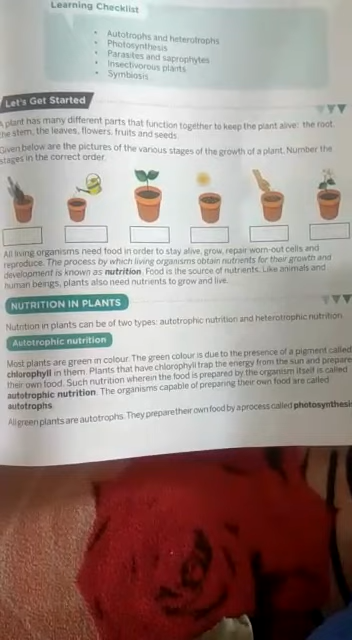 Learning Checklist
• Autotrophs and heterotrophs
• Photosynthesis
• Parasites and saprophytes
• Insectivorous plants
• Symbiosis
Let's Get Started
A plant has many different parts that function together to keep the plant alive: the root,
the stem, the leaves, flowers, fruits and seeds.
Given below are the pictures of the various stages of the growth of a plant. Number the
stages in the correct order.
All living organisms need food in order to stay alive, grow, repair worn-out cells and
reproduce. The process by which living organisms obtain nutrients for their growth and
development is known as nutrition. Food is the source of nutrients. Like animals and
human beings, plants also need nutrients to grow and live.
NUTRITION IN PLANTS
Nutrition in plants can be of two types: autotrophic nutrition and heterotrophic nutrition.
Autotrophic nutrition
Most plants are green in colour. The green colour is due to the presence of a pigment called
chlorophyll in them. Plants that have chlorophyll trap the energy from the sun and prepare
their own food. Such nutrition wherein the food is prepared by the organism itself is called
autotrophic nutrition. The organisms capable of preparing their own food are called
autotrophs.
All green plants are autotrophs. They prepare their own food by a process called photosynthesis